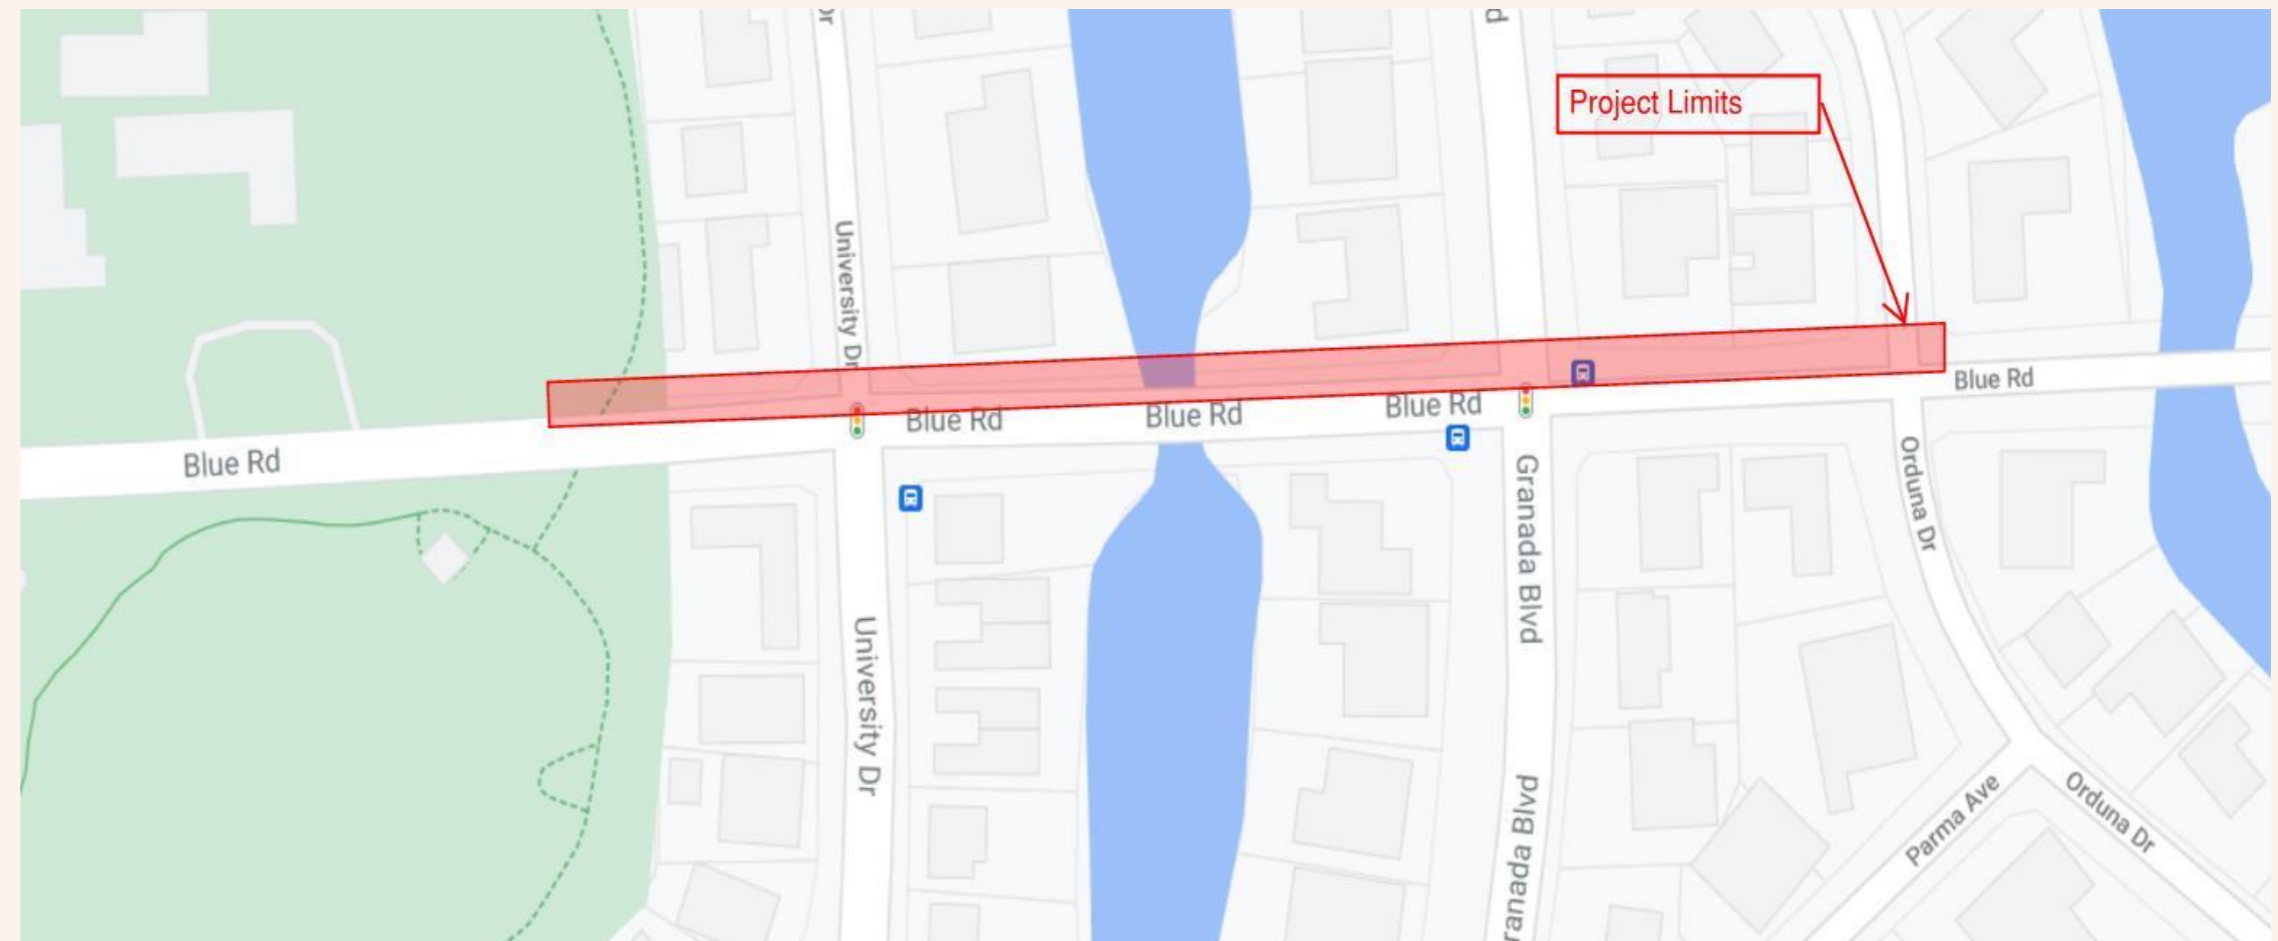 Dr
d
Project Limits
University Dr
Blue Rd
Blue Rd
Blue Rd
Blue Rd
Blue Rd
Granada Blvd
Orduna Dr
University Dr
Granada Blvd
Parma Ave
Orduna Dr